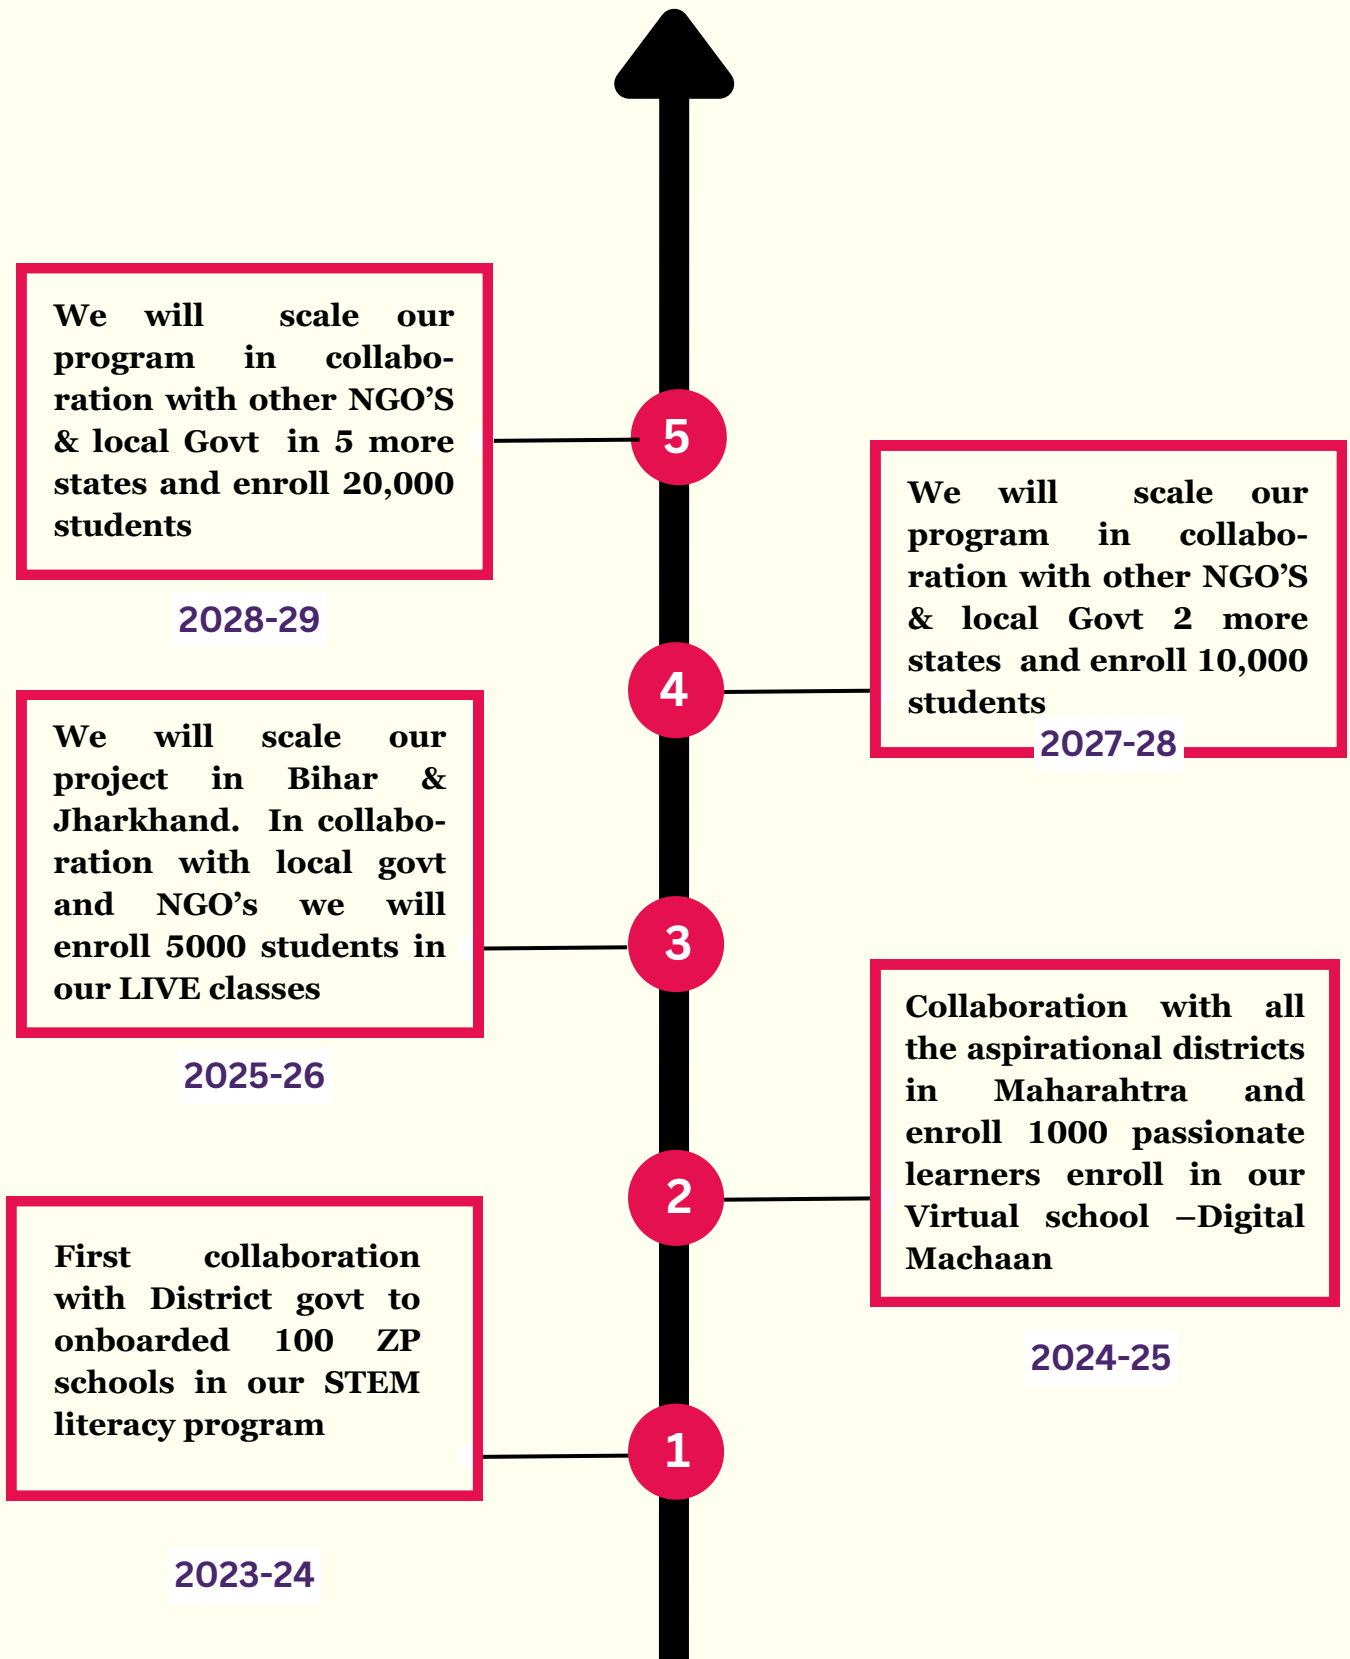 We will scale our
program in collabo-
ration with other NGO’S
& local Govt in 5 more
states and enroll 20,000
students
2028-29
5
We will scale our
program in collabo-
ration with other NGO’S
& local Govt 2 more
states and enroll 10,000
students
2027-28
4
We will scale our
project in Bihar &
Jharkhand. In collabo-
ration with local govt
and NGO’s we will
enroll 5000 students in
our LIVE classes
2025-26
3
Collaboration with all
the aspirational districts
in Maharahtra and
enroll 1000 passionate
learners enroll in our
Virtual school –Digital
Machaan
2024-25
2
First collaboration
with District govt to
onboarded 100 ZP
schools in our STEM
literacy program
2023-24
1